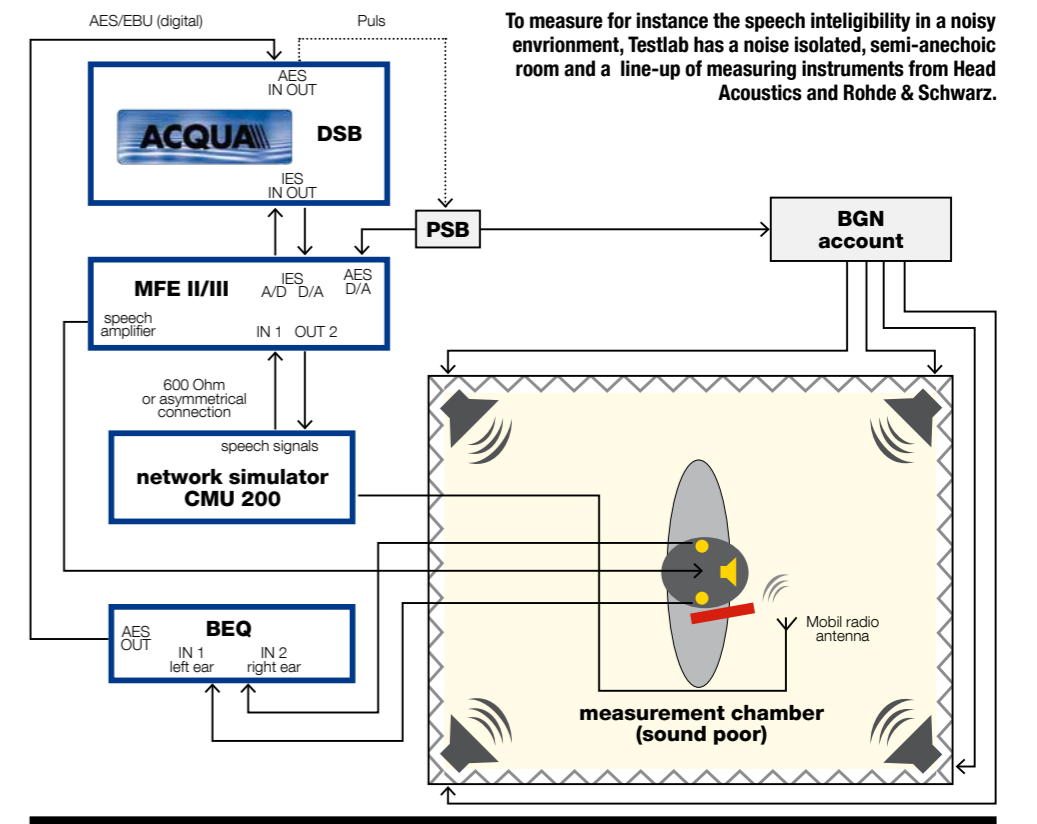 AES/EBU (digital)
Puls
To measure for instance the speech inteligibility in a noisy
envrionment, Testlab has a noise isolated, semi-anechoic
room and a line-up of measuring instruments from Head
Acoustics and Rohde & Schwarz.
AES
IN OUT
ACQUA
DSB
IES
IN OUT
PSB
BGN
account
MFE II/III
IES
A/D D/A
AES
D/A
speech
amplifier
IN 1 OUT 2
600 Ohm
or asymmetrical
connection
speech signals
network simulator
CMU 200
AES
OUT
BEQ
IN 1
left ear
IN 2
right ear
Mobil radio
antenna
measurement chamber
(sound poor)